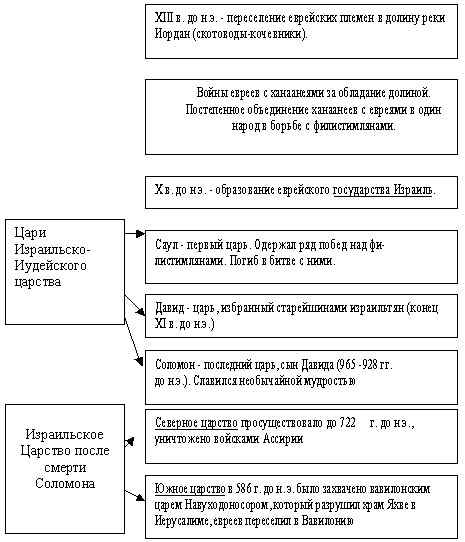 XIII в. до н.э. - переселение еврейских племен в долину реки
Иордан (скотоводы-кочевники).
Войны евреев с ханаанеями за обладание долиной.
Постепенное объединение ханаанеев с евреями в один
народ в борьбе с филистимлянами.
X в. до н.э. - образование еврейского государства Израиль.
Цари
Израильско-
Иудейского
царства
Саул - первый царь. Одержал ряд побед над фи-
листимлянами. Погиб в битве с ними.
Давид - царь, избранный старейшинами израильтян (конец
XI в. до н.э.)
Соломон - последний царь, сын Давида (965 -928 гг.
до н.э.). Славился необычайной мудростью
Израильское
Царство после
смерти
Соломона
Северное царство просуществовало до 722 г. до н.э.,
уничтожено войсками Ассирии
Южное царство в 586 г. до н.э. было захвачено вавилонским
царем Навуходоносором, который разрушил храм Яхве в
Иерусалиме, евреев переселил в Вавилонию